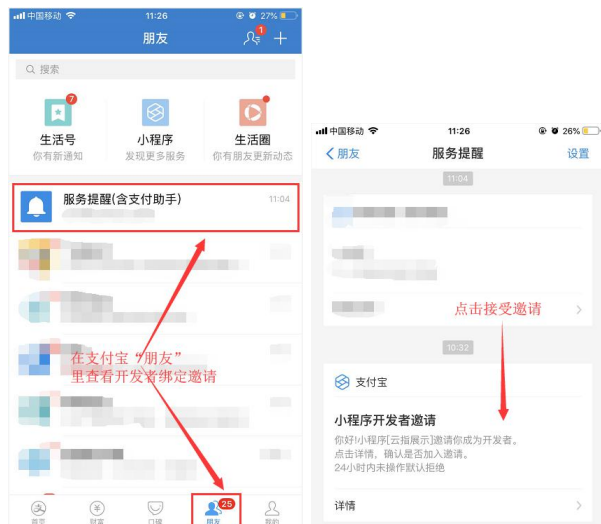 中国移动
11:26
27%
朋友
1
搜索
7
生活号
你有新通知
小程序
发现更多服务
生活圈
你有朋友更新动态
服务提醒(含支付助手)
11:04
在支付宝“朋友”
里查看开发者绑定邀请
25
首页
财富
口碑
朋友
我的
中国移动
11:26
26%
朋友
服务提醒
设置
11:04
点击接受邀请
10:32
支付宝
小程序开发者邀请
你好!小程序[云指展示]邀请你成为开发者。
点击详情、确认是否加入邀请。
24小时内未操作默认拒绝
详情